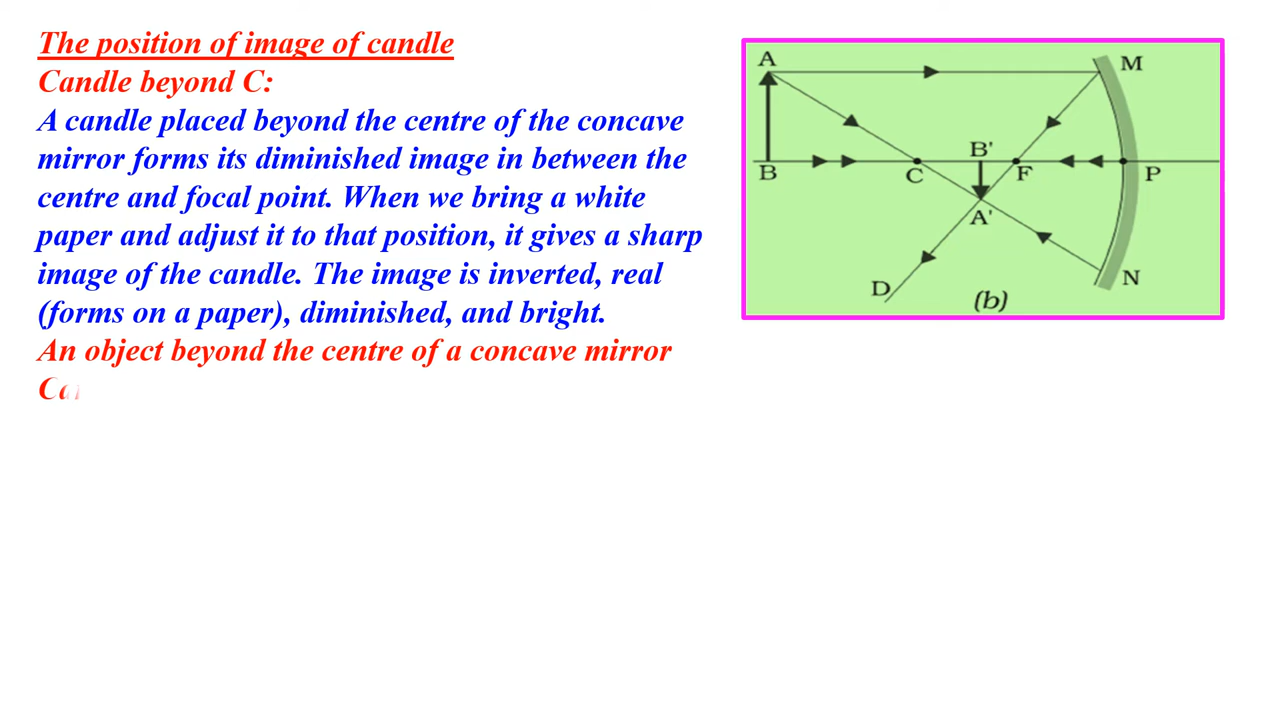 The position of image of candle
Candle beyond C:
A candle placed beyond the centre of the concave
mirror forms its diminished image in between the
centre and focal point. When we bring a white
paper and adjust it to that position, it gives a sharp
image of the candle. The image is inverted, real
(forms on a paper), diminished, and bright.
An object beyond the centre of a concave mirror
Ca
A
M
B'
B
C
F
P
A'
D
(b)
N